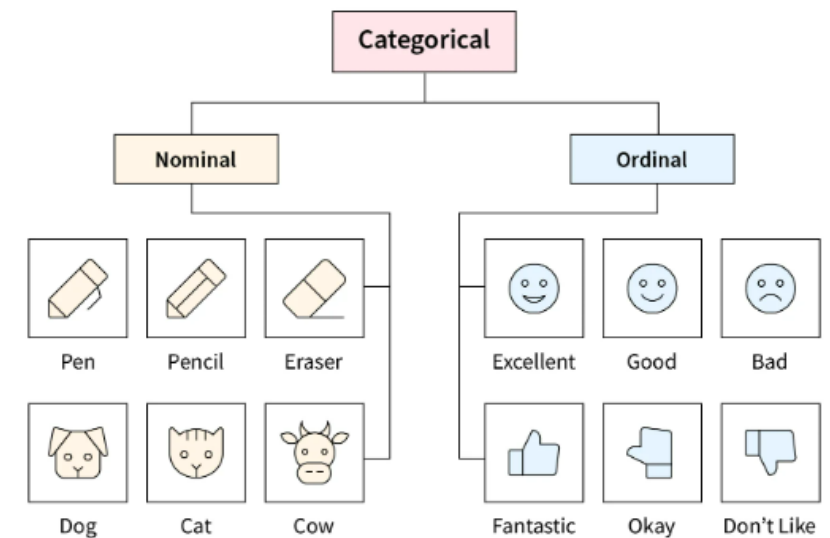 Categorical
Nominal
Ordinal
Pen
Pencil
Eraser
Excellent
Good
Bad
Dog
Cat
Cow
Fantastic
Okay
Don't Like